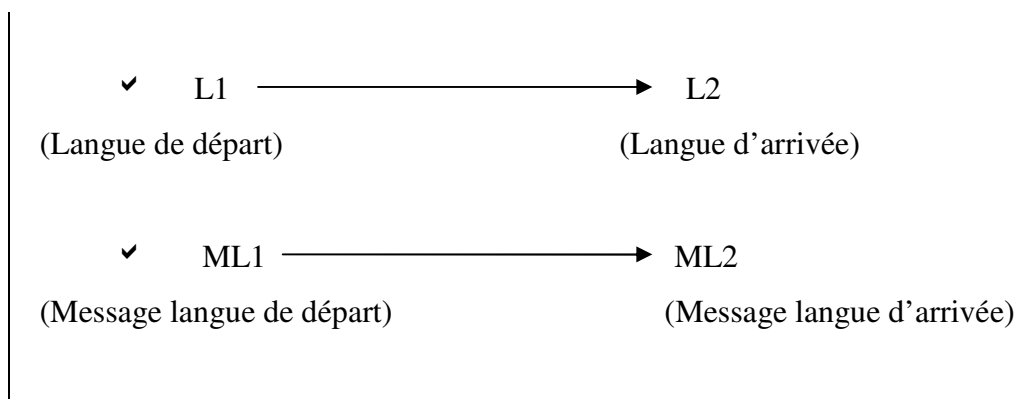 ✔ L1 L2
(Langue de départ) (Langue d’arrivée)
✔ ML1 ML2
(Message langue de départ) (Message langue d’arrivée)